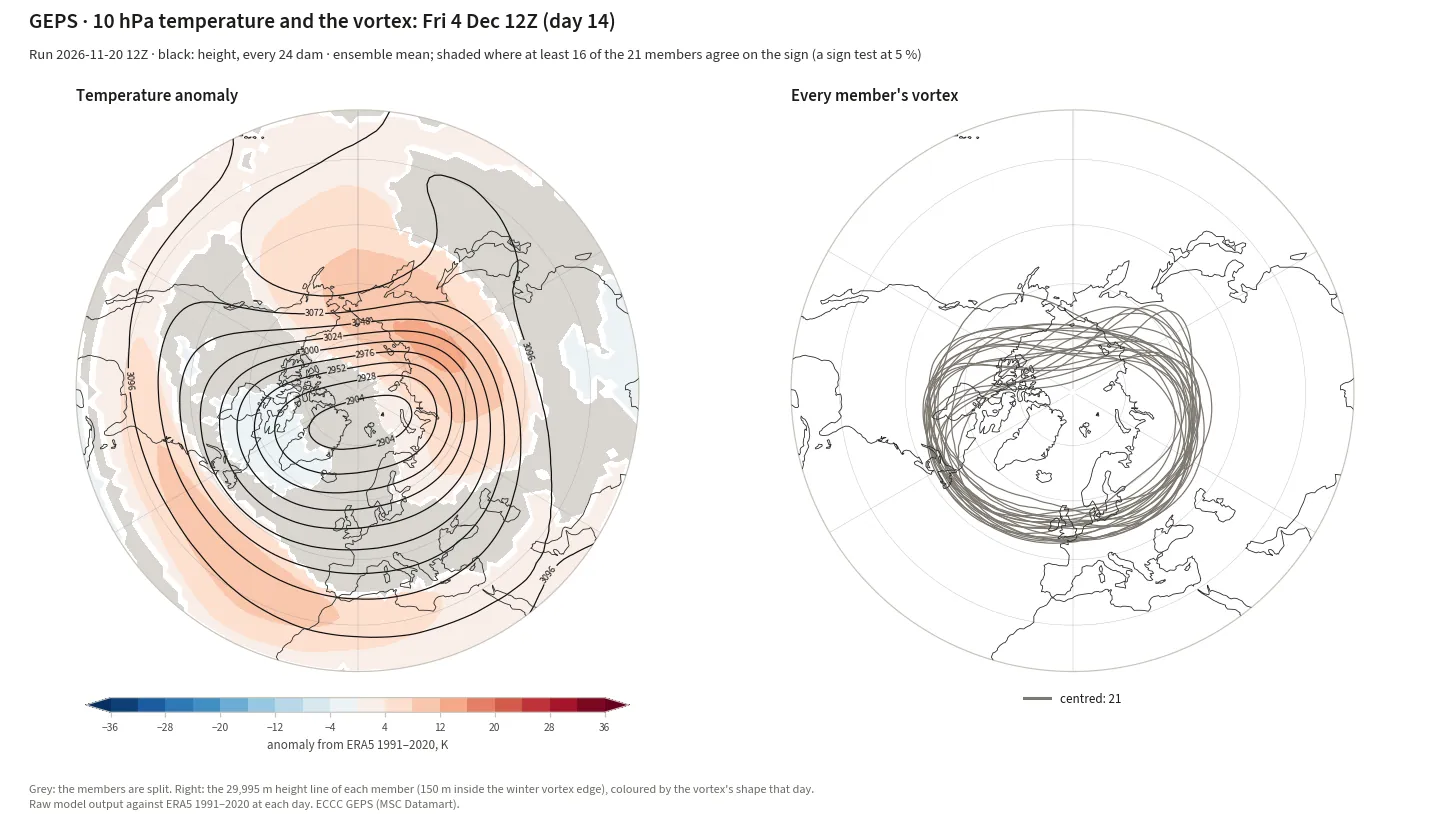 GEPS · 10 hPa temperature and the vortex: Fri 4 Dec 12Z (day 14)
Run 2026-11-20 12Z · black: height, every 24 dam · ensemble mean; shaded where at least 16 of the 21 members agree on the sign (a sign test at 5 %)
Temperature anomaly
Every member's vortex
3072
3048
3024
3000
2976
2952
2928
2904
2904
3096
3096
3096
centred: 21
−36 −28 −20 −12 −4 4 12 20 28 36
anomaly from ERA5 1991–2020, K
Grey: the members are split. Right: the 29,995 m height line of each member (150 m inside the winter vortex edge), coloured by the vortex's shape that day.
Raw model output against ERA5 1991–2020 at each day. ECCC GEPS (MSC Datamart).